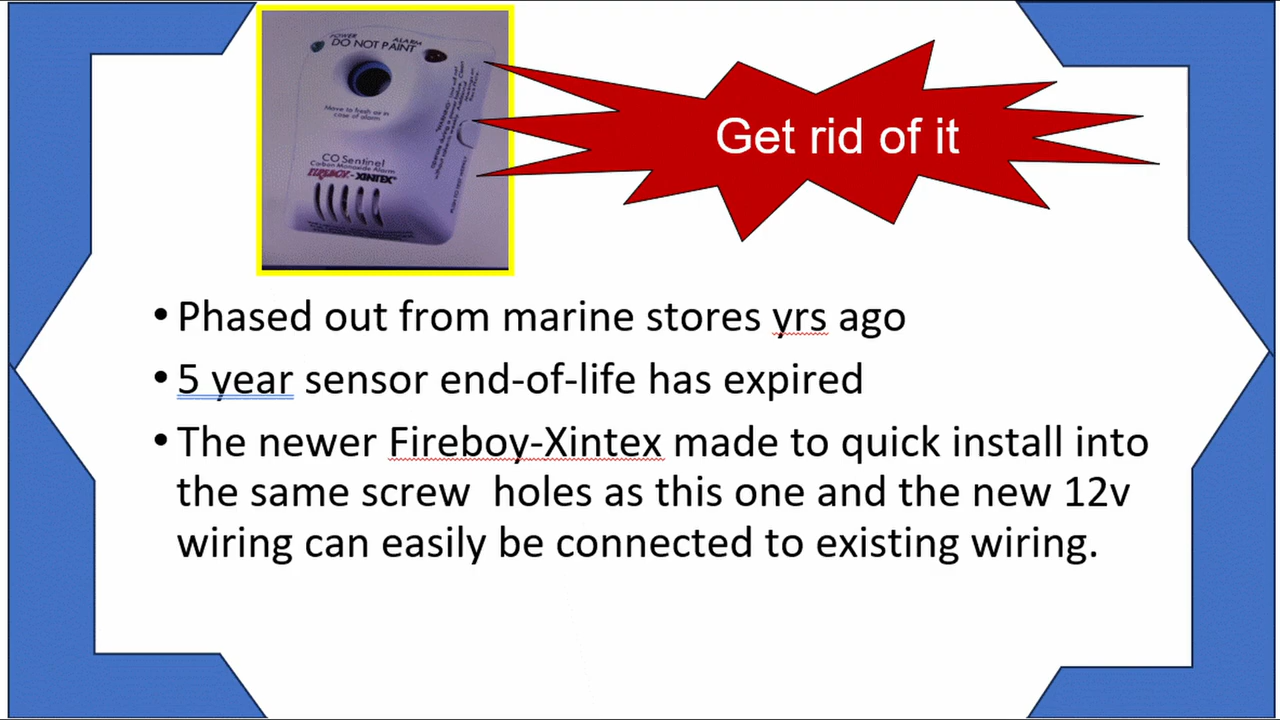 POWER ALARM
DO NOT PAINT
Move to fresh air in
case of alarm
CO Sentinel
Carbon Monoxide Alarm
FIREBOY-XINTEX
Get rid of it
• Phased out from marine stores yrs ago
• 5 year sensor end-of-life has expired
• The newer Fireboy-Xintex made to quick install into
the same screw holes as this one and the new 12v
wiring can easily be connected to existing wiring.